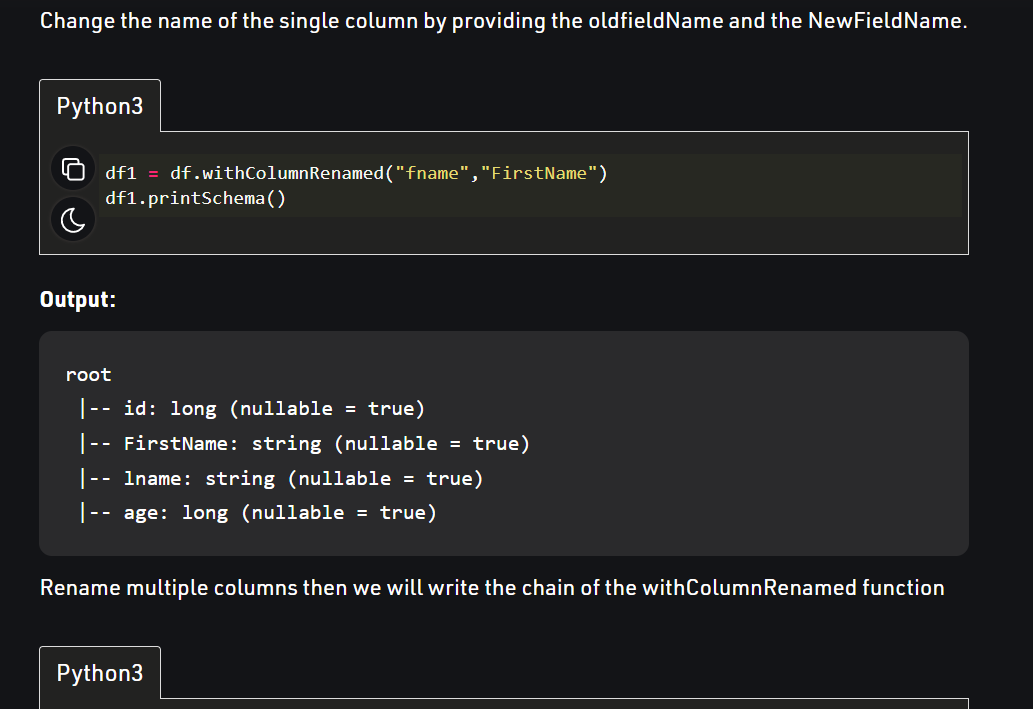 Change the name of the single column by providing the oldfieldName and the NewFieldName.
Python3
df1 = df.withColumnRenamed("fname","FirstName")
df1.printSchema()
Output:
root
|-- id: long (nullable = true)
|-- FirstName: string (nullable = true)
|-- lname: string (nullable = true)
|-- age: long (nullable = true)
Rename multiple columns then we will write the chain of the withColumnRenamed function
Python3